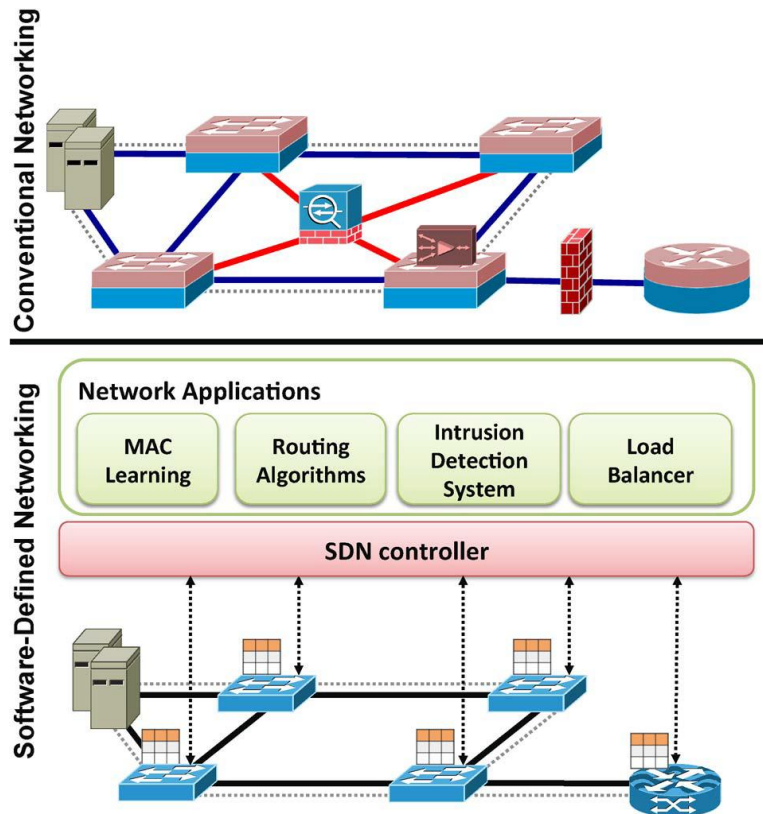 Conventional Networking
Software-Defined Networking
Network Applications
MAC
Learning
Routing
Algorithms
Intrusion
Detection
System
Load
Balancer
SDN controller